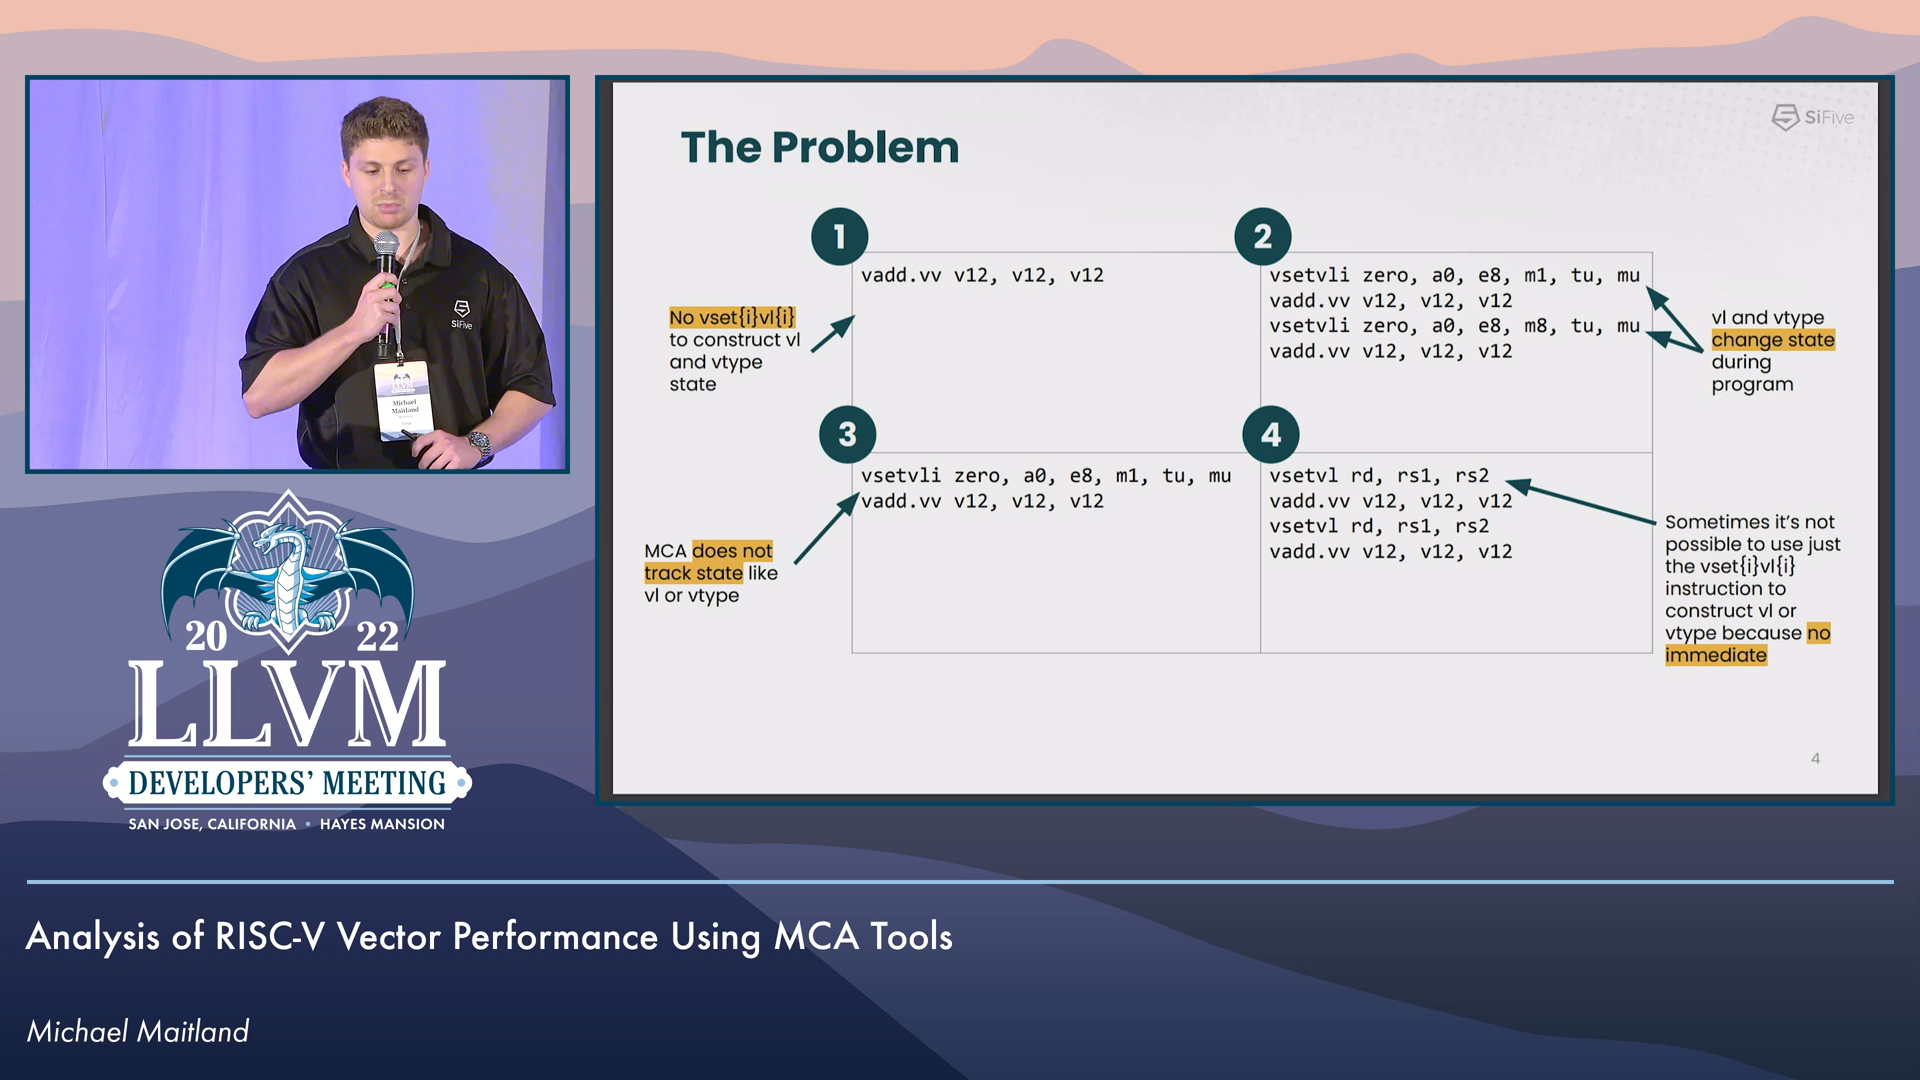 SiFive
The Problem
1
vadd.vv v12, v12, v12
No vset{i}vl{i}
to construct vl
and vtype
state
2
vsetvli zero, a0, e8, m1, tu, mu
vadd.vv v12, v12, v12
vsetvli zero, a0, e8, m8, tu, mu
vadd.vv v12, v12, v12
vl and vtype
change state
during
program
3
vsetvli zero, a0, e8, m1, tu, mu
vadd.vv v12, v12, v12
MCA does not
track state like
vl or vtype
4
vsetvl rd, rs1, rs2
vadd.vv v12, v12, v12
vsetvl rd, rs1, rs2
vadd.vv v12, v12, v12
Sometimes it's not
possible to use just
the vset{i}vl{i}
instruction to
construct vl or
vtype because no
immediate
4
SiFive
LLVM
Michael
Maitland
20 22
LLVM
DEVELOPERS' MEETING
SAN JOSE, CALIFORNIA • HAYES MANSION
Analysis of RISC-V Vector Performance Using MCA Tools
Michael Maitland